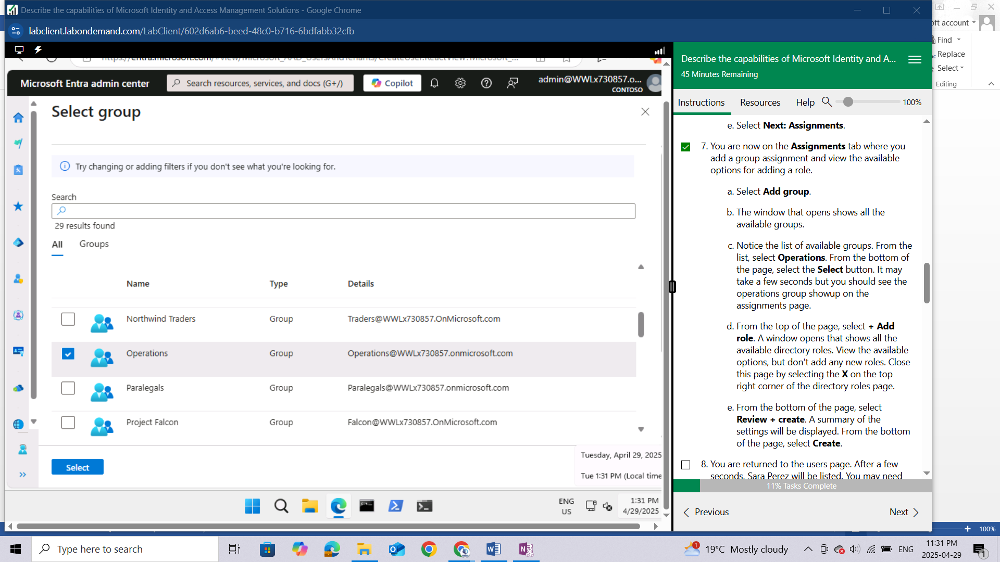 Describe the capabilities of Microsoft Identity and Access Management Solutions - Google Chrome
labclient.labondemand.com/LabClient/602d6ab6-beed-48c0-b716-6bdfabb32cfb
Microsoft Entra admin center
Search resources, services, and docs (G+/)
Copilot
admin@WWLx730857.o...
CONTOSO
Select group
Try changing or adding filters if you don't see what you're looking for.
Search
29 results found
All
Groups
Name
Type
Details
Northwind Traders
Group
Traders@WWLx730857.OnMicrosoft.com
Operations
Group
Operations@WWLx730857.onmicrosoft.com
Paralegals
Group
Paralegals@WWLx730857.onmicrosoft.com
Project Falcon
Group
Falcon@WWLx730857.OnMicrosoft.com
Select
Tuesday, April 29, 2025
Tue 1:31 PM (Local time
ENG
US
1:31 PM
4/29/2025
Describe the capabilities of Microsoft Identity and A...
45 Minutes Remaining
Instructions
Resources
Help
100%
e. Select Next: Assignments.
7. You are now on the Assignments tab where you
add a group assignment and view the available
options for adding a role.
a. Select Add group.
b. The window that opens shows all the
available groups.
c. Notice the list of available groups. From the
list, select Operations. From the bottom of
the page, select the Select button. It may
take a few seconds but you should see the
operations group showup on the
assignments page.
d. From the top of the page, select + Add
role. A window opens that shows all the
available directory roles. View the available
options, but don't add any new roles. Close
this page by selecting the X on the top
right corner of the directory roles page.
e. From the bottom of the page, select
Review + create. A summary of the
settings will be displayed. From the bottom
of the page, select Create.
8. You are returned to the users page. After a few
seconds, Sara Perez will be listed. You may need
11% Tasks Complete
Previous
Next
account
Find
Replace
Select
Editing
100%
Type here to search
19°C Mostly cloudy
ENG
11:31 PM
2025-04-29
1
1